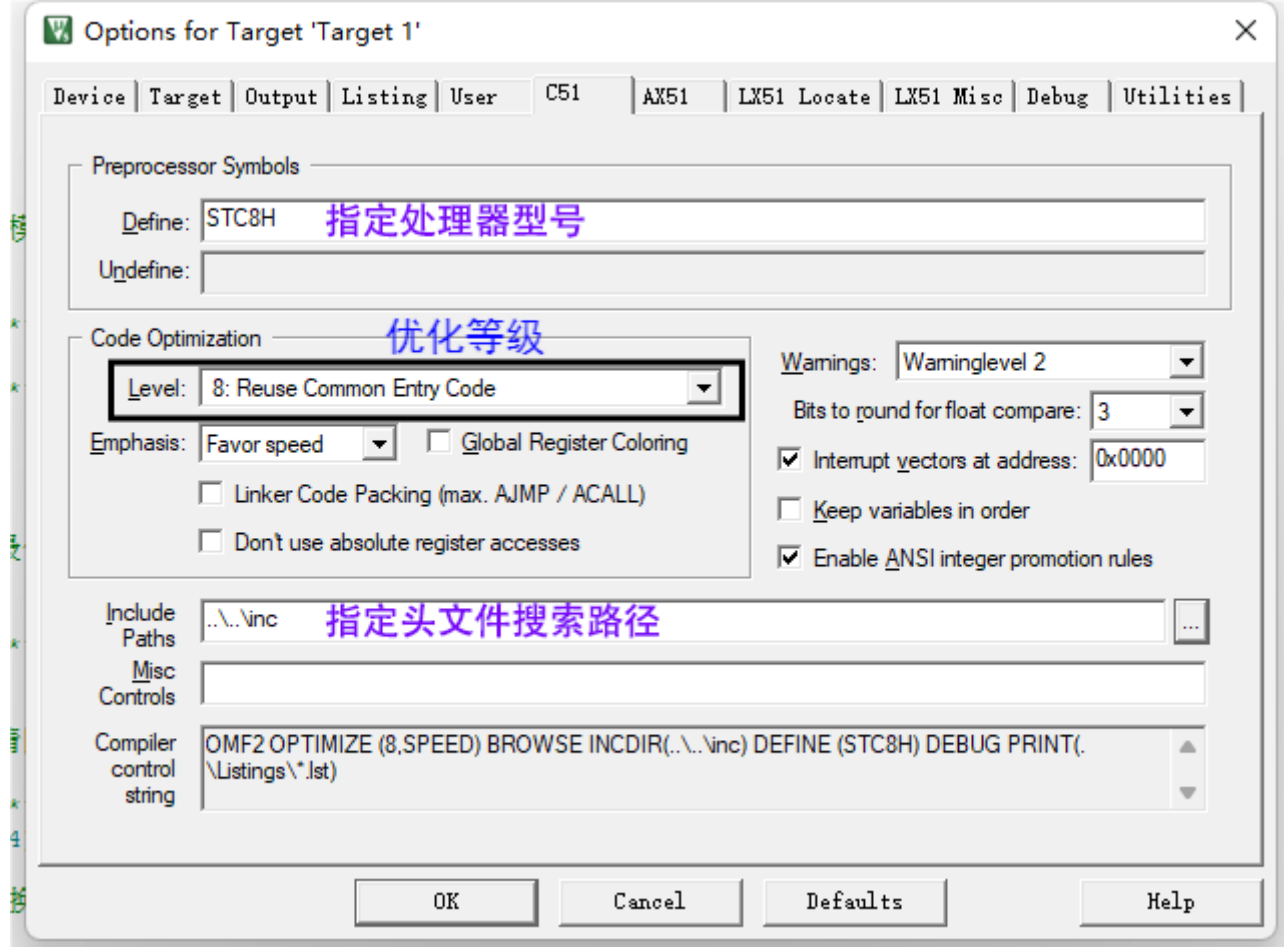 Options for Target 'Target 1'
Device Target Output Listing User C51 AX51 LX51 Locate LX51 Misc Debug Utilities
Preprocessor Symbols
Define: STC8H 指定处理器型号
Undefine:
Code Optimization 优化等级
Level: 8: Reuse Common Entry Code
Emphasis: Favor speed Global Register Coloring
Linker Code Packing (max. AJMP / ACALL)
Don't use absolute register accesses
Warnings: Warninglevel 2
Bits to round for float compare: 3
Interrupt vectors at address: 0x0000
Keep variables in order
Enable ANSI integer promotion rules
Include Paths ..\..\inc 指定头文件搜索路径 ...
Misc Controls
Compiler control string
OMF2 OPTIMIZE (8,SPEED) BROWSE INCDIR(..\..\inc) DEFINE (STC8H) DEBUG PRINT(.
\Listings\*.lst)
OK Cancel Defaults Help